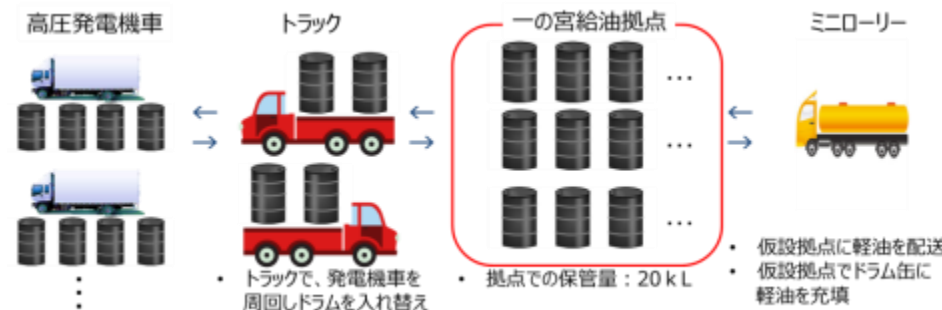 高圧発電機車
トラック
一の宮給油拠点
ミニローリー
・ トラックで、発電機車を
周回しドラムを入れ替え
・ 拠点での保管量：20ｋL
・ 仮設拠点に軽油を配送
・ 仮設拠点でドラム缶に
軽油を充填